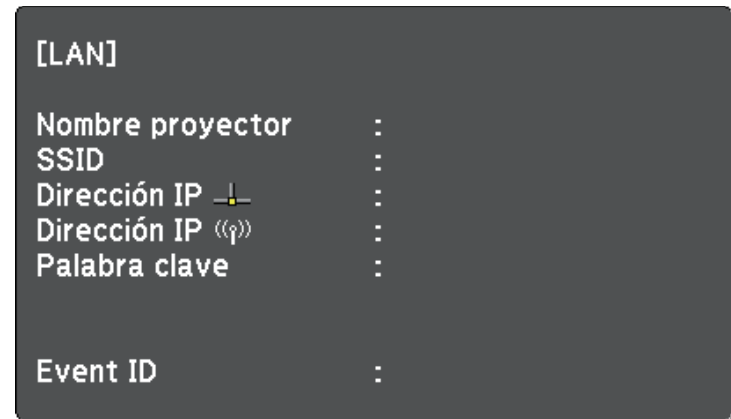 [LAN]
Nombre proyector :
SSID :
Dirección IP :
Dirección IP :
Palabra clave :
Event ID :